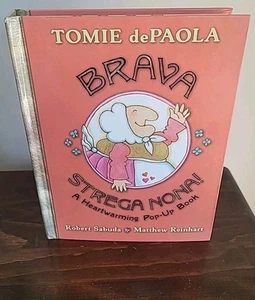 TOMIE dePAOLA
BRAVA
STREGA NONA!
A Heartwarming Pop-Up Book
Robert Sabuda & Matthew Reinhart